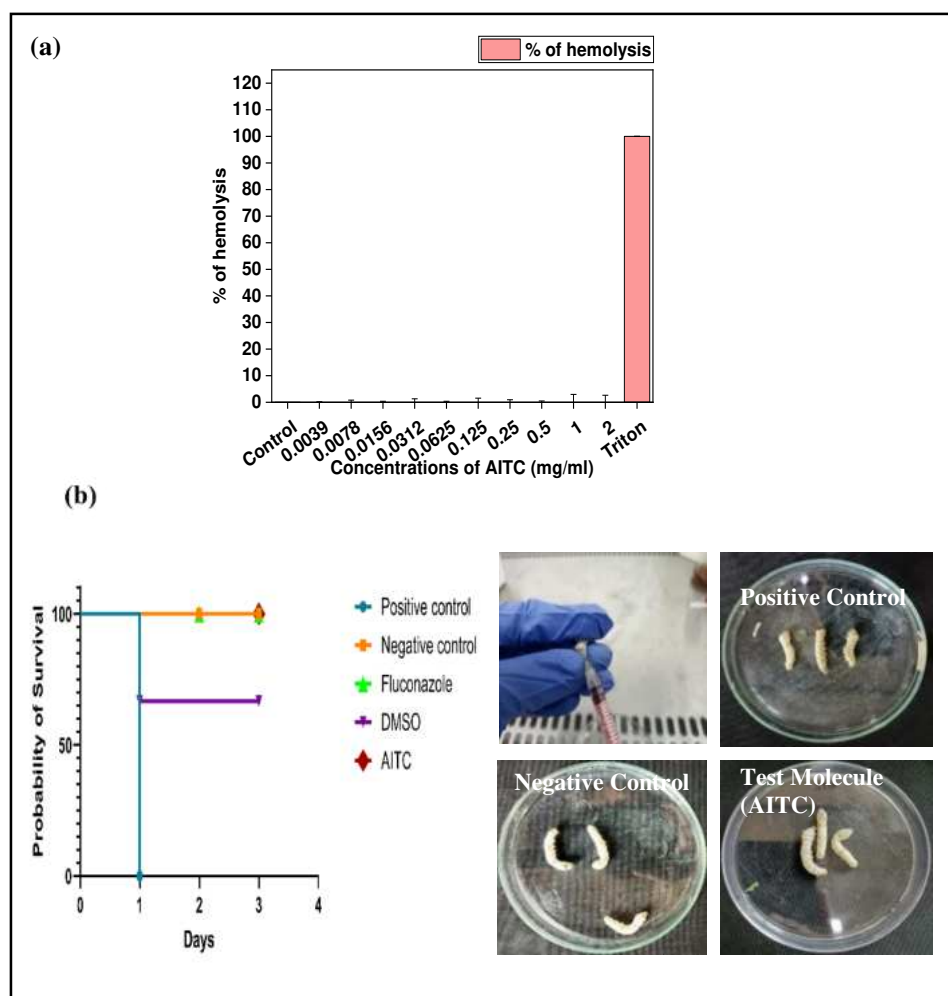 (a)
% of hemolysis
120
110
100
90
80
70
60
50
40
30
20
10
0
% of hemolysis
Control
0.0039
0.0078
0.0156
0.0312
0.0625
0.125
0.25
0.5
1
2
Triton
Concentrations of AITC (mg/ml)
(b)
100
50
0
Probability of Survival
0 1 2 3 4
Days
Positive control
Negative control
Fluconazole
DMSO
AITC
Positive Control
Negative Control
Test Molecule
(AITC)